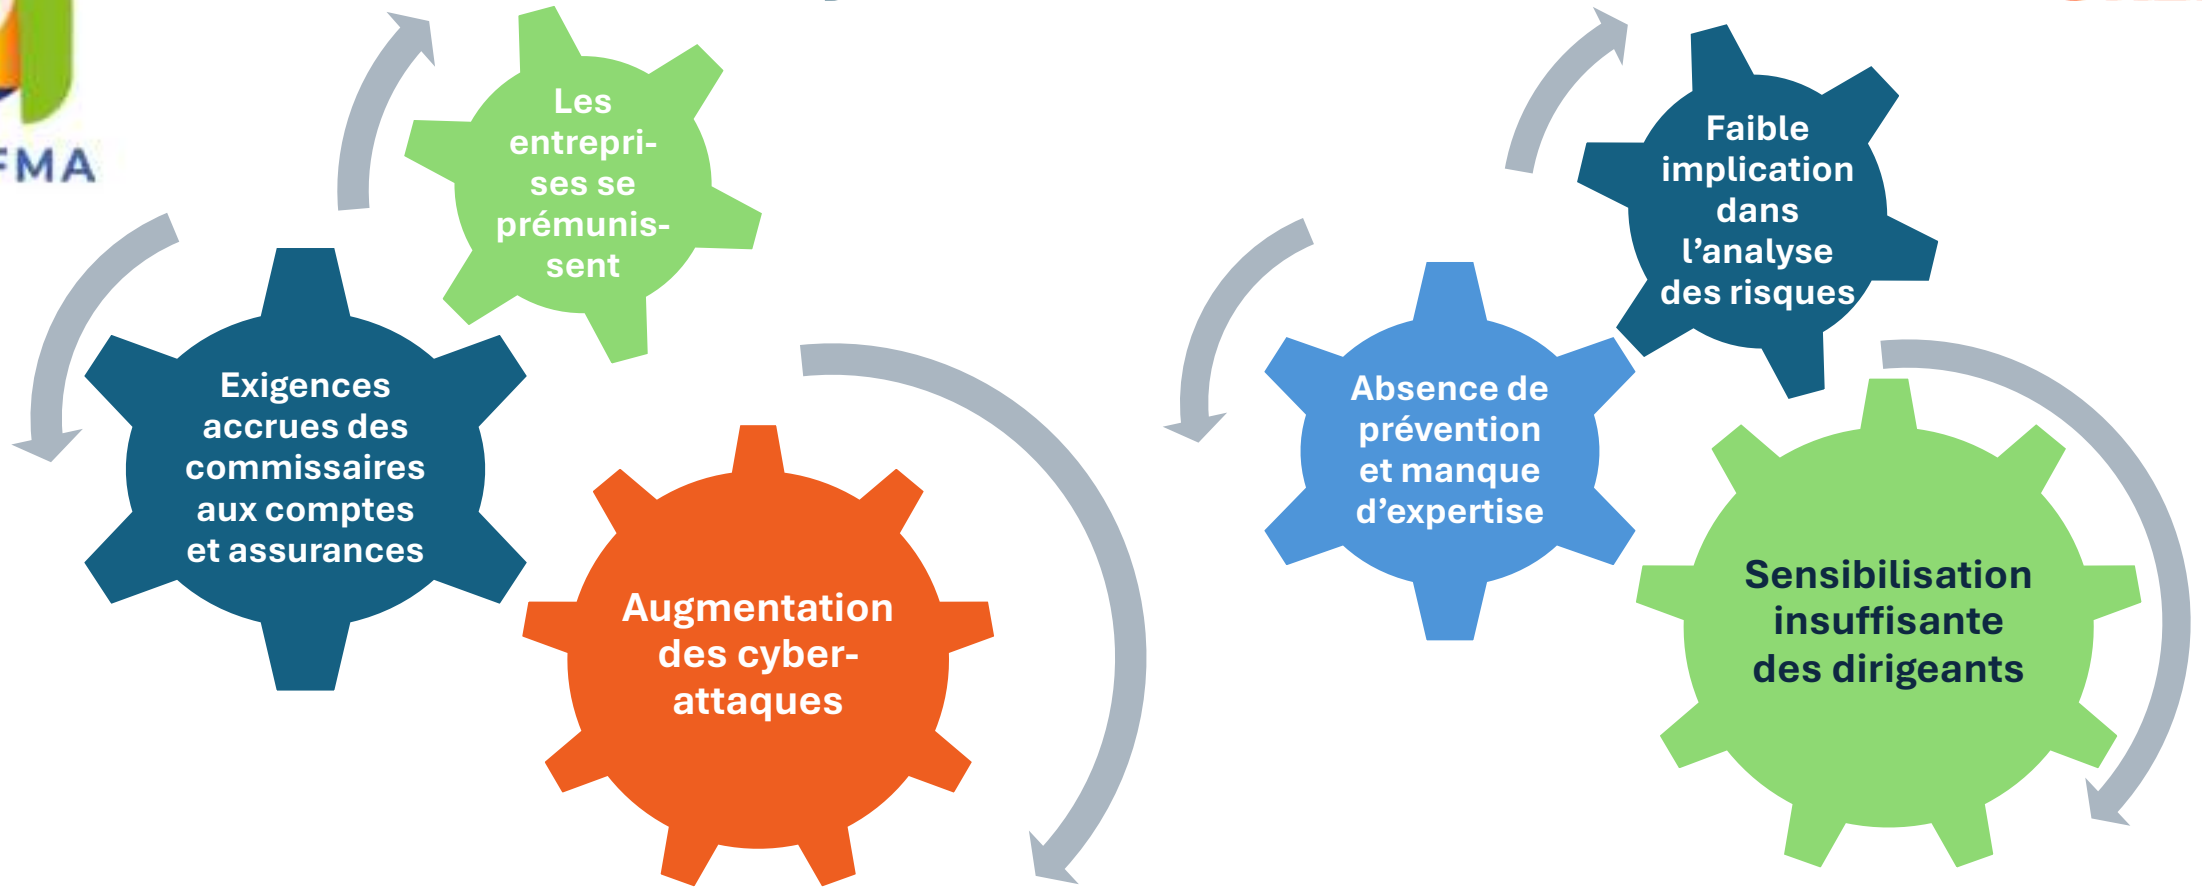 FMA
Les
entrepri-
ses se
prémunis-
sent
Exigences
accrues des
commissaires
aux comptes
et assurances
Augmentation
des cyber-
attaques
Faible
implication
dans
l’analyse
des risques
Absence de
prévention
et manque
d’expertise
Sensibilisation
insuffisante
des dirigeants